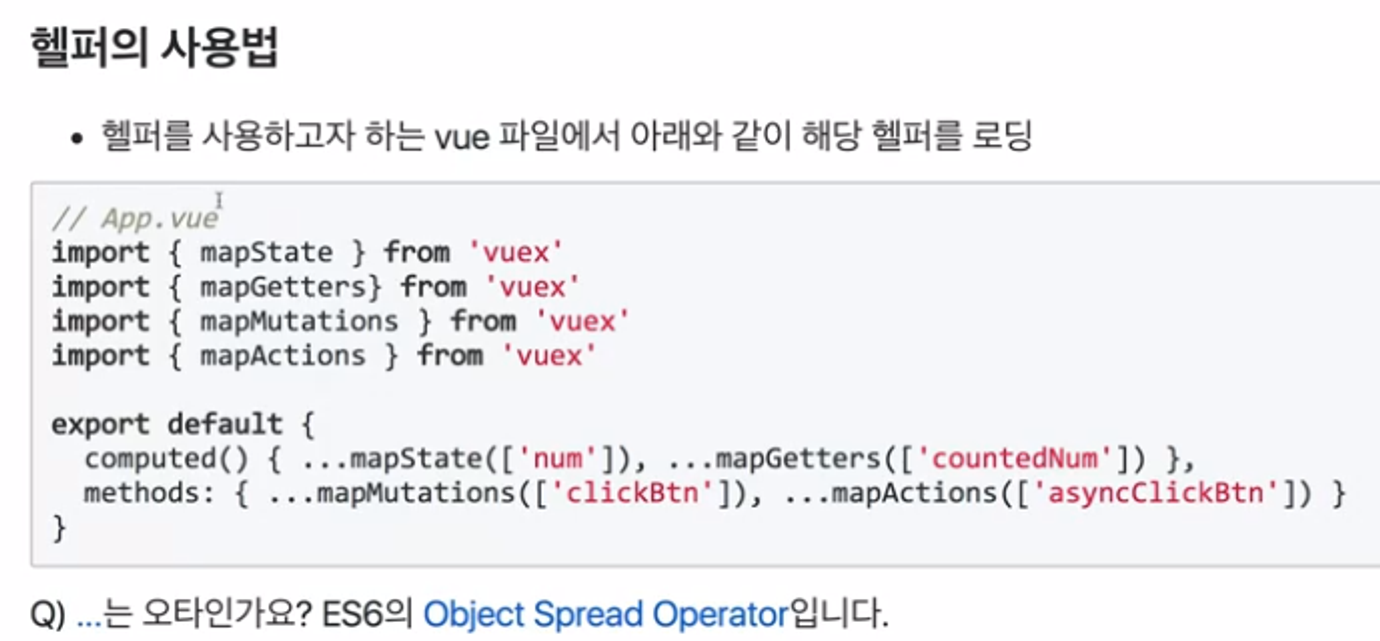 헬퍼의 사용법
• 헬퍼를 사용하고자 하는 vue 파일에서 아래와 같이 해당 헬퍼를 로딩
// App.vue
import { mapState } from 'vuex'
import { mapGetters} from 'vuex'
import { mapMutations } from 'vuex'
import { mapActions } from 'vuex'
export default {
  computed() { ...mapState(['num']), ...mapGetters(['countedNum']) },
  methods: { ...mapMutations(['clickBtn']), ...mapActions(['asyncClickBtn']) }
}
Q) ...는 오타인가요? ES6의 Object Spread Operator입니다.